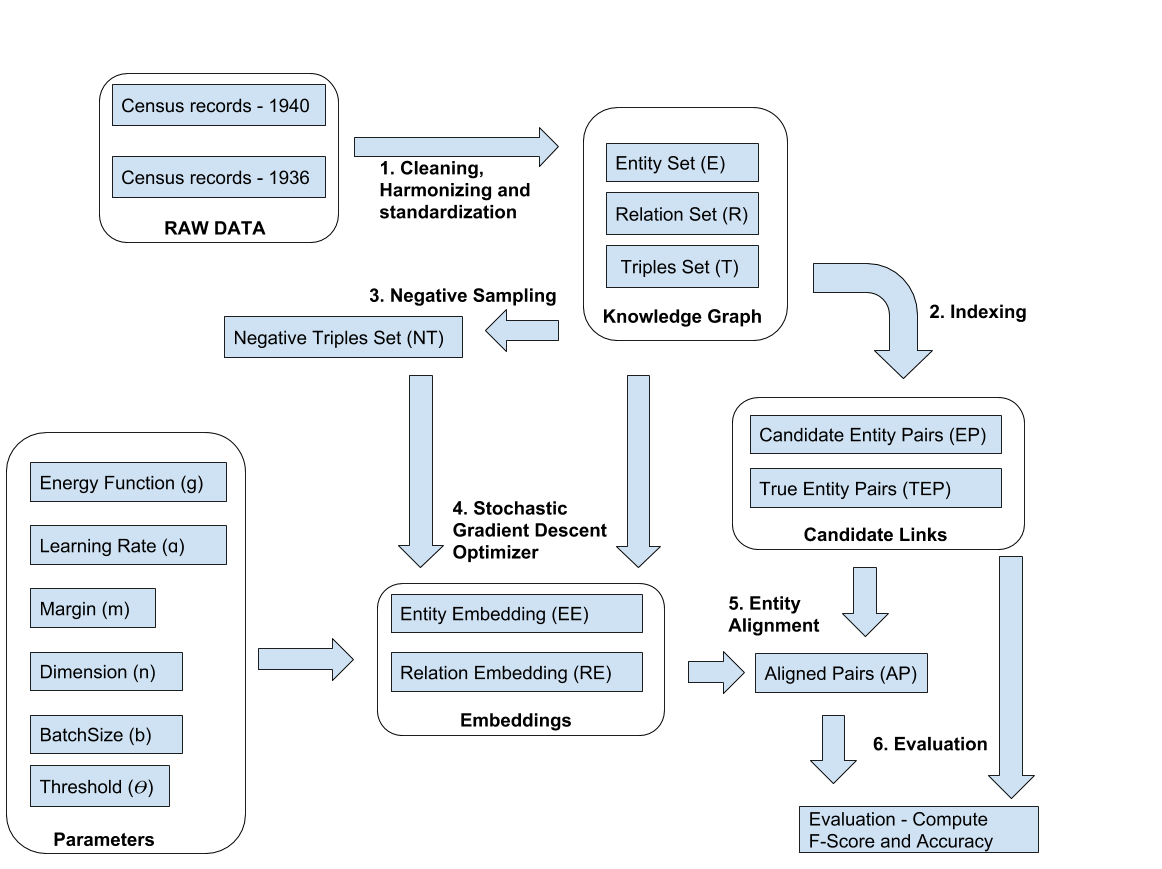 Census records - 1940
Census records - 1936
RAW DATA
1. Cleaning,
Harmonizing and
standardization
Entity Set (E)
Relation Set (R)
Triples Set (T)
Knowledge Graph
2. Indexing
3. Negative Sampling
Negative Triples Set (NT)
Candidate Entity Pairs (EP)
True Entity Pairs (TEP)
Candidate Links
Energy Function (g)
Learning Rate (α)
Margin (m)
Dimension (n)
BatchSize (b)
Threshold (Θ)
Parameters
4. Stochastic
Gradient Descent
Optimizer
Entity Embedding (EE)
Relation Embedding (RE)
Embeddings
5. Entity
Alignment
Aligned Pairs (AP)
6. Evaluation
Evaluation - Compute
F-Score and Accuracy